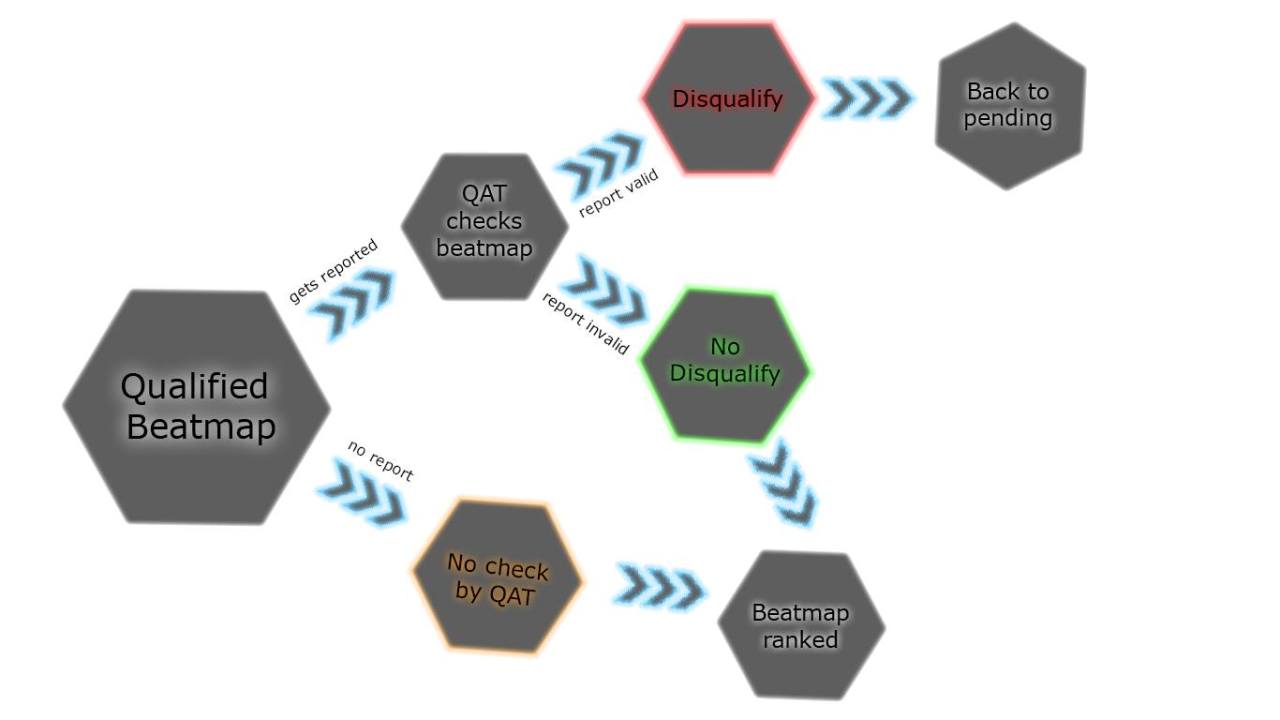 Qualified
Beatmap
gets reported
QAT
checks
beatmap
report valid
Disqualify
Back to
pending
report invalid
No
Disqualify
no report
No check
by QAT
Beatmap
ranked